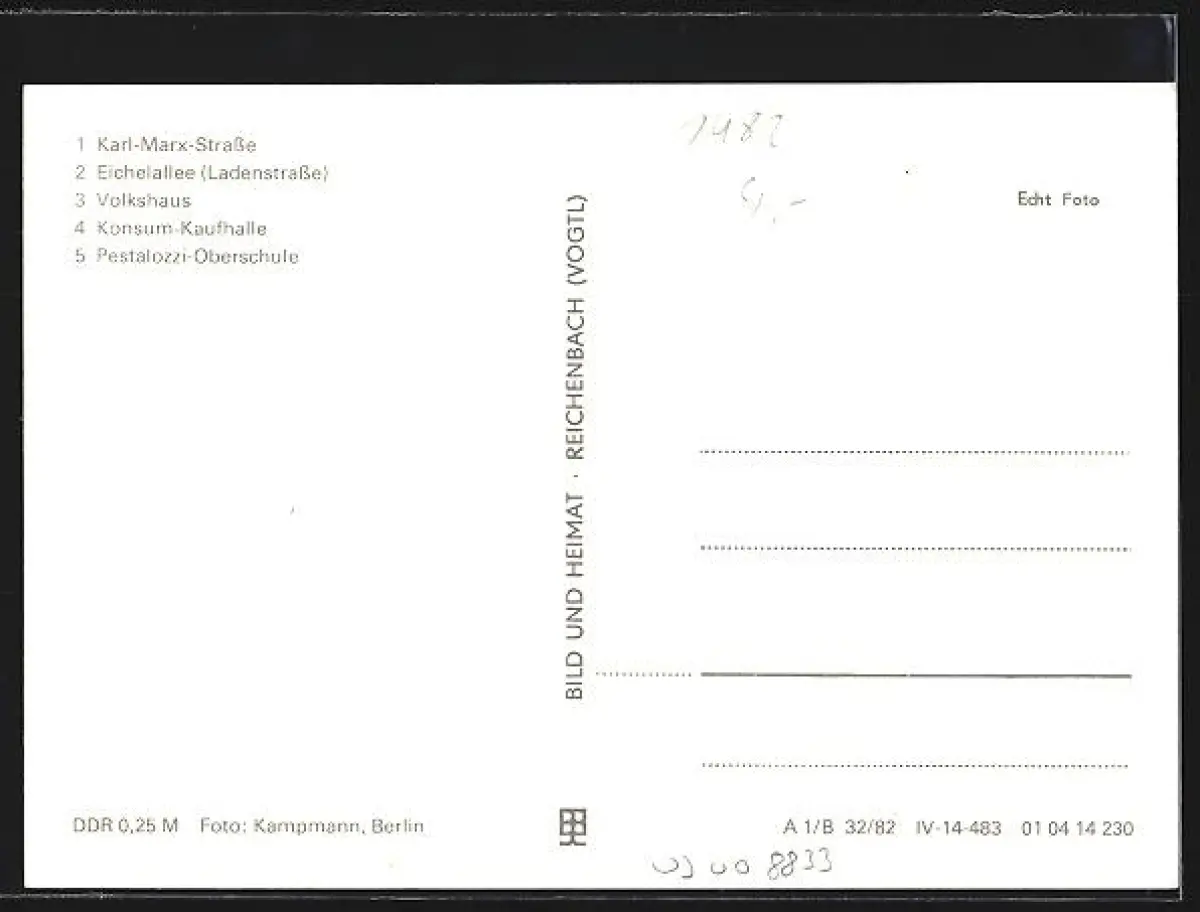 1 Karl-Marx-Straße
2 Eichelallee (Ladenstraße)
3 Volkshaus
4 Konsum-Kaufhalle
5 Pestalozzi-Oberschule
DDR 0,25 M Foto: Kampmann, Berlin
BILD UND HEIMAT · REICHENBACH (VOGTL)
1482
Echt Foto
A 1/B 32/82 IV-14-483 01 04 14 230
8833